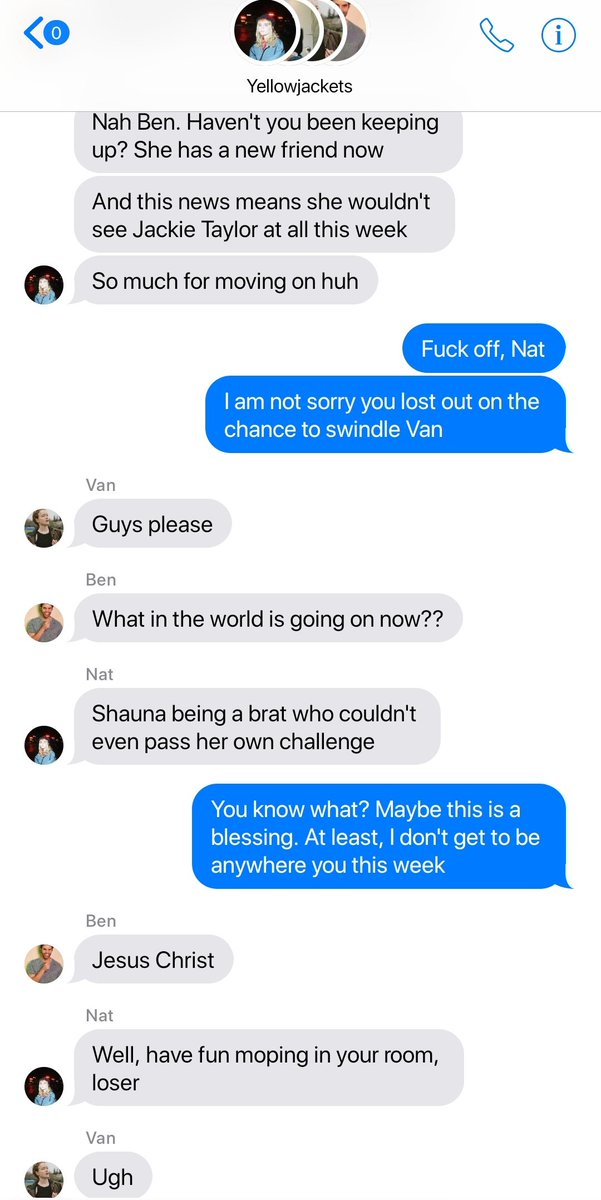 0
Yellowjackets
Nah Ben. Haven't you been keeping
up? She has a new friend now
And this news means she wouldn't
see Jackie Taylor at all this week
So much for moving on huh
Fuck off, Nat
I am not sorry you lost out on the
chance to swindle Van
Van
Guys please
Ben
What in the world is going on now??
Nat
Shauna being a brat who couldn't
even pass her own challenge
You know what? Maybe this is a
blessing. At least, I don't get to be
anywhere you this week
Ben
Jesus Christ
Nat
Well, have fun moping in your room,
loser
Van
Ugh